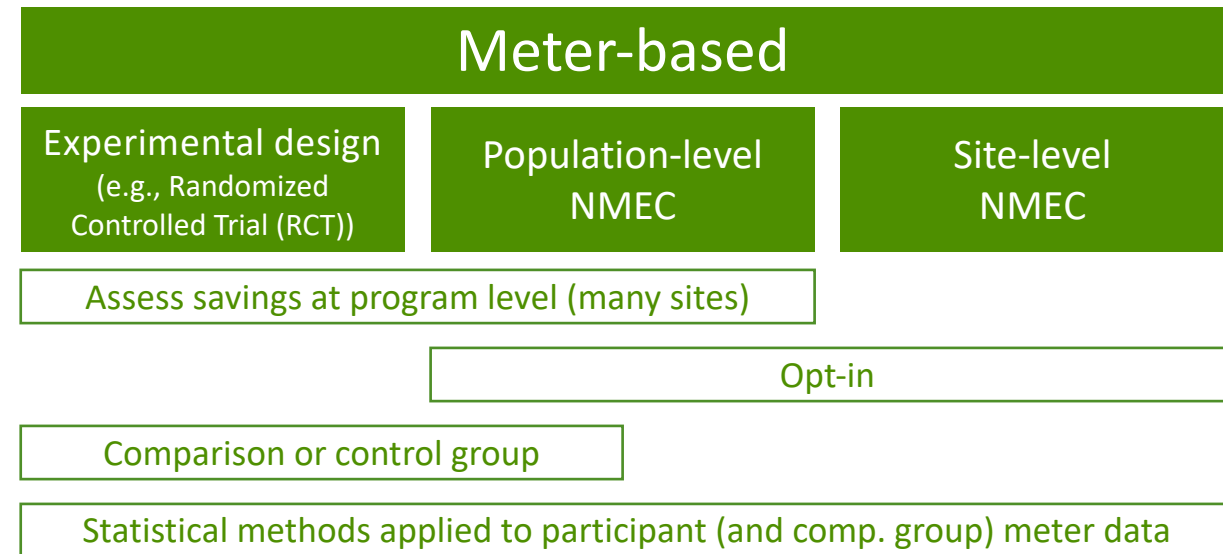 Meter-based
Experimental design
(e.g., Randomized
Controlled Trial (RCT))
Population-level
NMEC
Site-level
NMEC
Assess savings at program level (many sites)
Opt-in
Comparison or control group
Statistical methods applied to participant (and comp. group) meter data